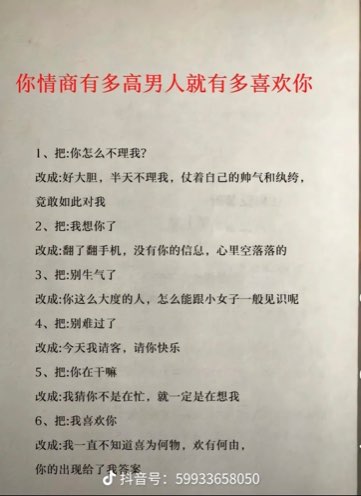 你情商有多高男人就有多喜欢你
1、把:你怎么不理我?
改成:好大胆，半天不理我，仗着自己的帅气和纨绔，
竟敢如此对我
2、把:我想你了
改成:翻了翻手机，没有你的信息，心里空落落的
3、把:别生气了
改成:你这么大度的人，怎么能跟小女子一般见识呢
4、把:别难过了
改成:今天我请客，请你快乐
5、把:你在干嘛
改成:我猜你不是在忙，就一定是在想我
6、把:我喜欢你
改成:我一直不知道喜为何物，欢有何由，
你的出现给了我答案
抖音号：59933658050